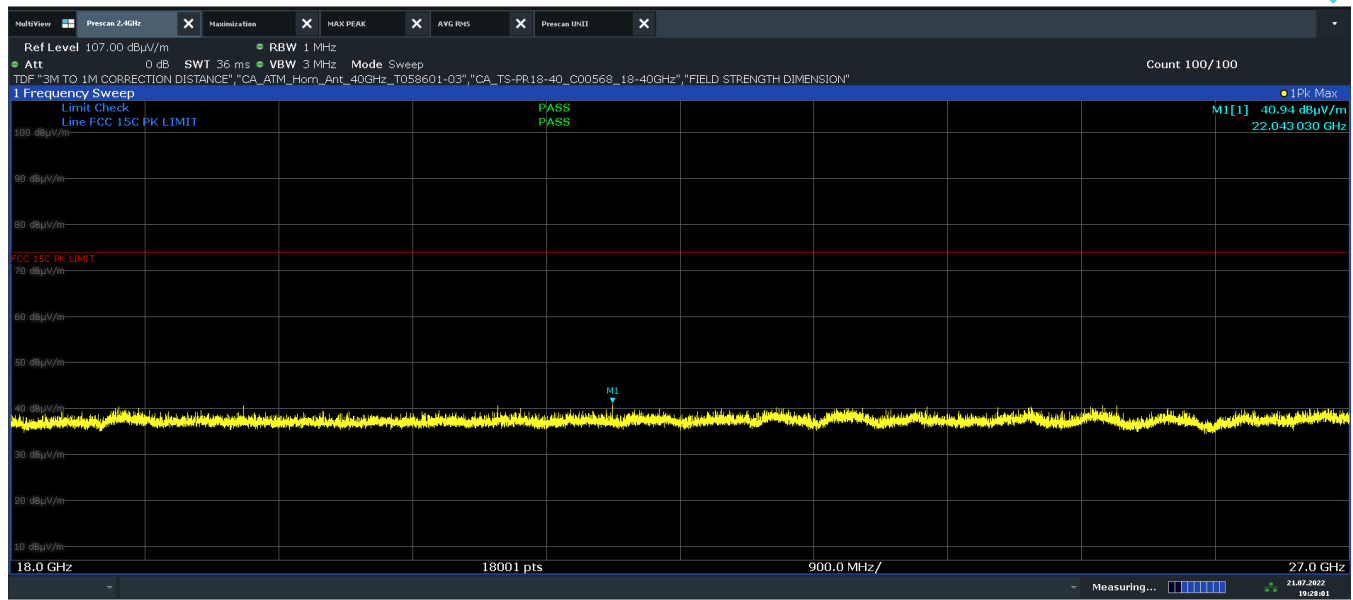 MultiView Prescan 2.4GHz Maximization MAX PEAK AVG RMS Prescan UNII
Ref Level 107.00 dBµV/m RBW 1 MHz
Att 0 dB SWT 36 ms VBW 3 MHz Mode Sweep Count 100/100
TDF "3M TO 1M CORRECTION DISTANCE","CA_ATM_Horn_Ant_40GHz_T058601-03","CA_TS-PR18-40_C00568_18-40GHz","FIELD STRENGTH DIMENSION"
1 Frequency Sweep 1Pk Max
Limit Check PASS M1[1] 40.94 dBµV/m
Line FCC 15C PK LIMIT PASS 22.043 030 GHz
100 dBµV/m
90 dBµV/m
80 dBµV/m
FCC 15C PK LIMIT
70 dBµV/m
60 dBµV/m
50 dBµV/m
M1
40 dBµV/m
30 dBµV/m
20 dBµV/m
10 dBµV/m
18.0 GHz 18001 pts 900.0 MHz/ 27.0 GHz
Measuring... 21.07.2022
19:28:01